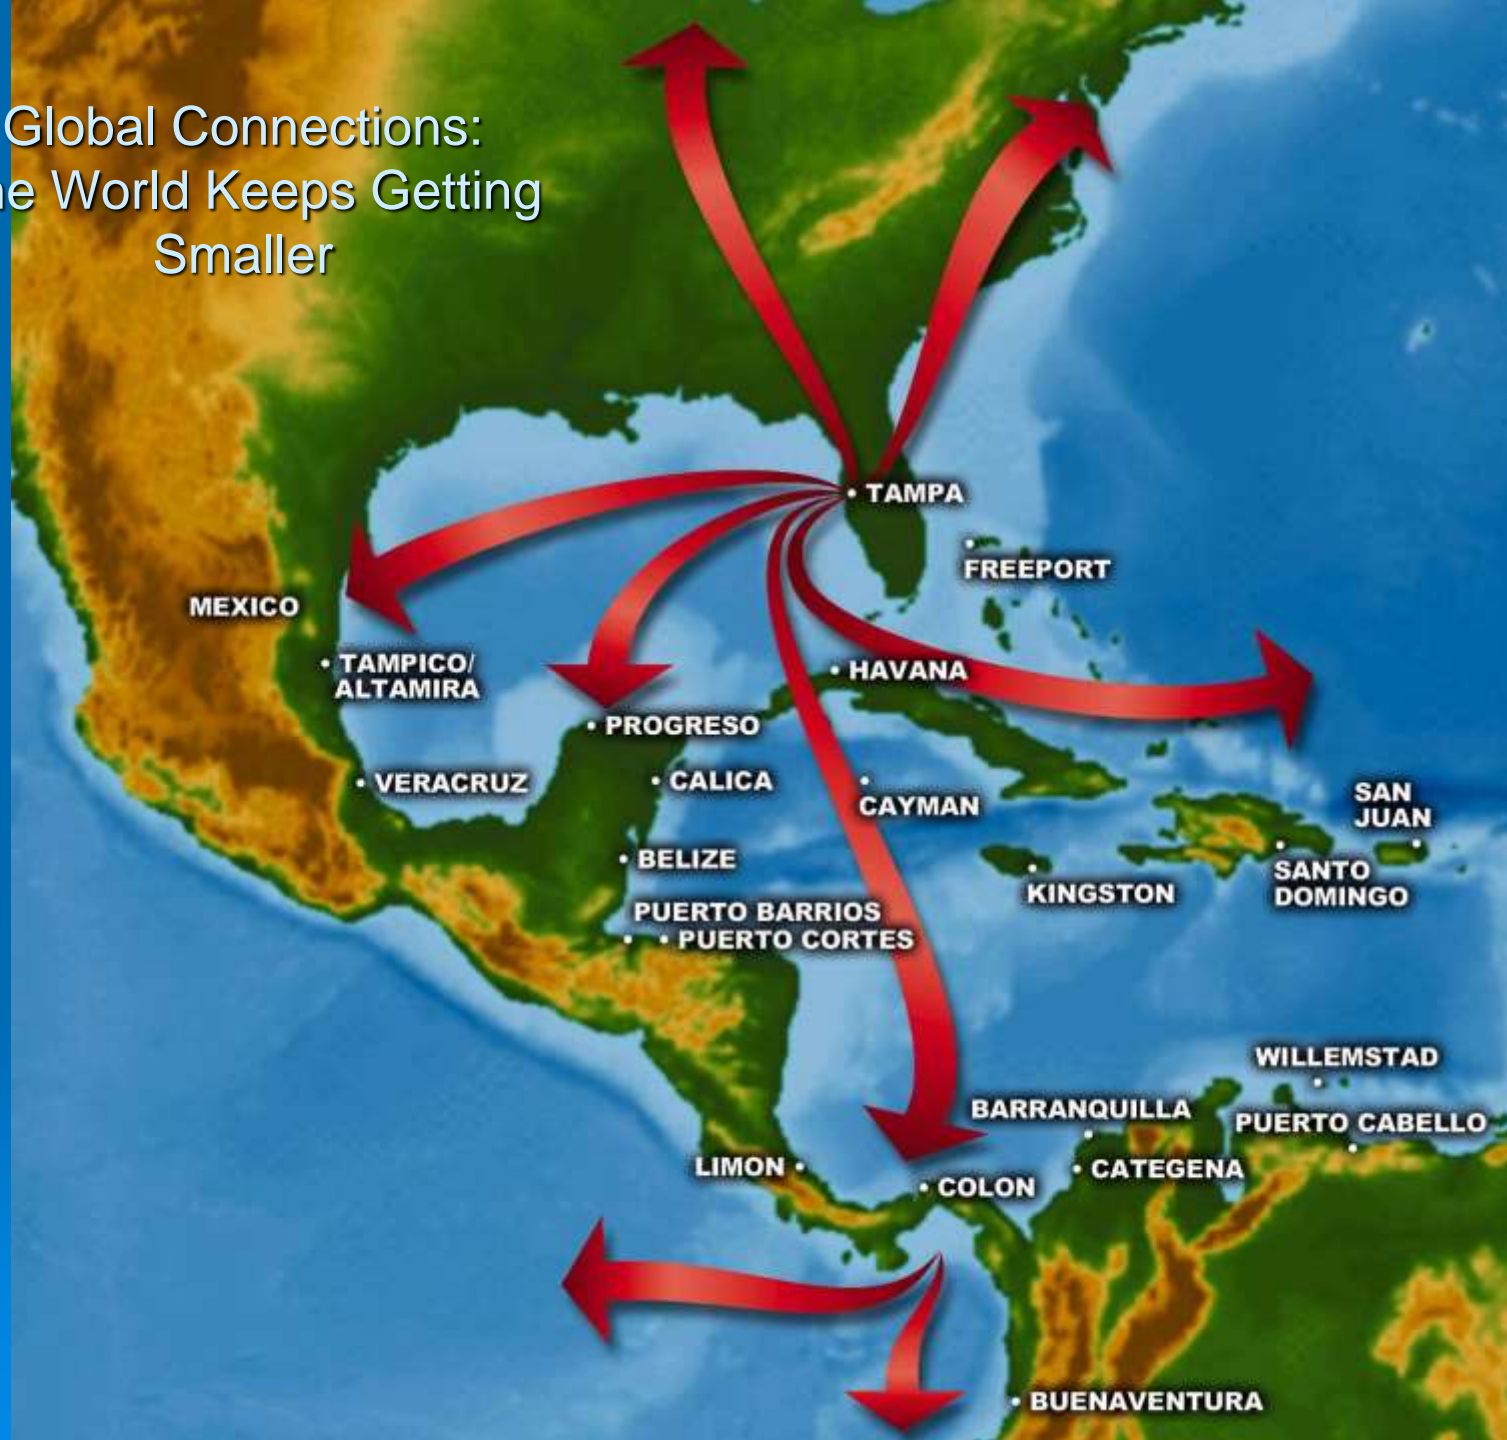 Global Connections:
e World Keeps Getting
Smaller
TAMPA
FREEPORT
MEXICO
TAMPICO/
ALTAMIRA
HAVANA
PROGRESO
VERACRUZ
CALICA
CAYMAN
SAN
JUAN
BELIZE
KINGSTON
SANTO
DOMINGO
PUERTO BARRIOS
PUERTO CORTES
WILLEMSTAD
BARRANQUILLA
PUERTO CABELLO
LIMON
CATEGENA
COLON
BUENAVENTURA